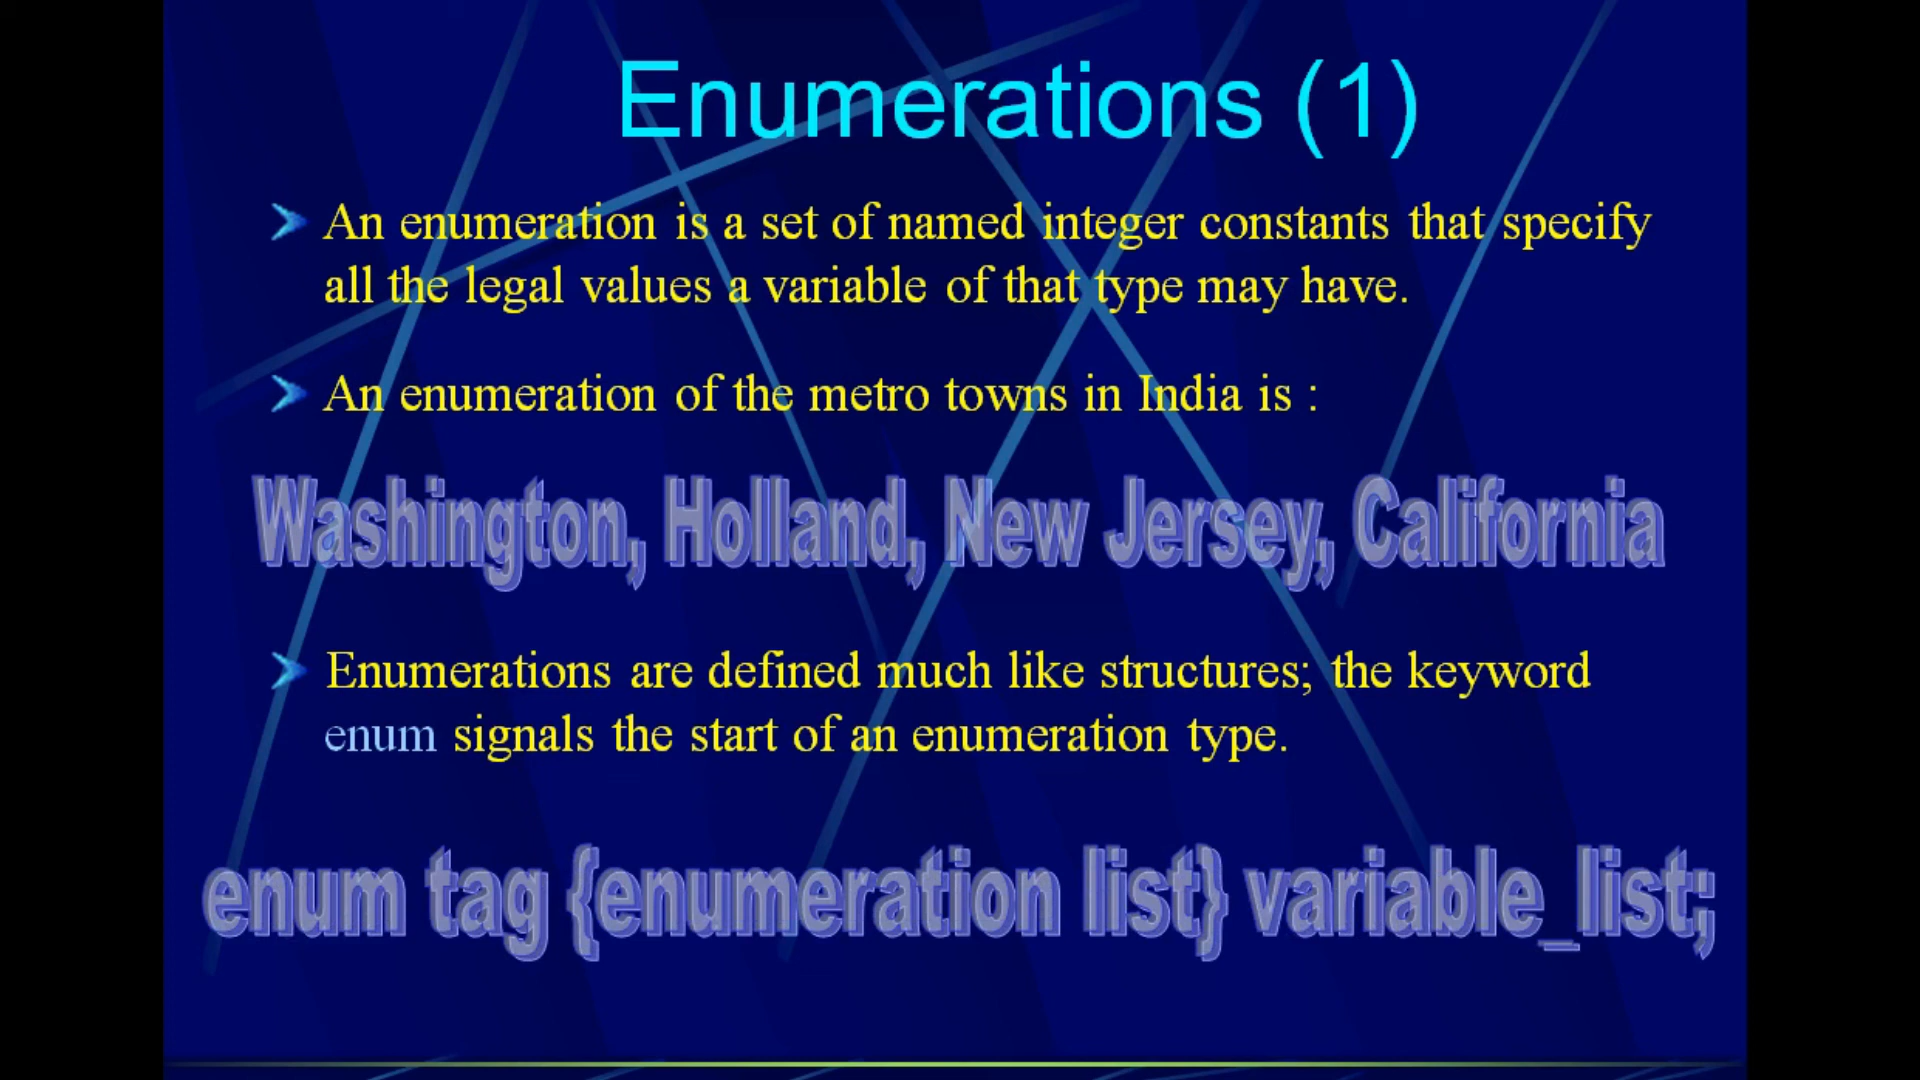 Enumerations (1)
An enumeration is a set of named integer constants that specify
all the legal values a variable of that type may have.
An enumeration of the metro towns in India is :
Washington, Holland, New Jersey, California
Enumerations are defined much like structures; the keyword
enum signals the start of an enumeration type.
enum tag {enumeration list} variable_list;